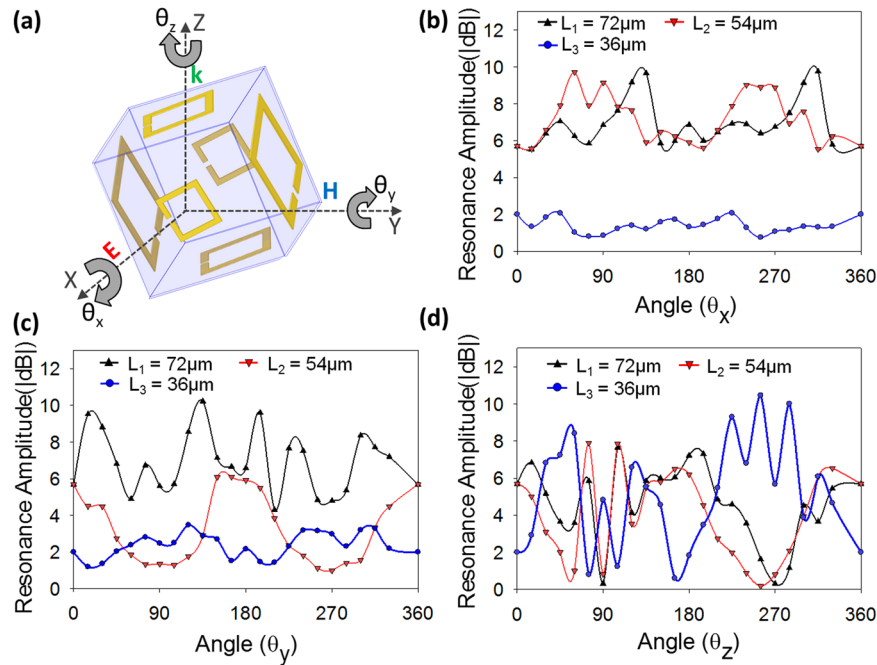 (a)
θz
Z
k
H
θy
Y
E
X
θx
(b)
L1 = 72µm
L2 = 54µm
L3 = 36µm
Resonance Amplitude(|dB|)
12
10
8
6
4
2
0
0 90 180 270 360
Angle (θx)
(c)
L1 = 72µm
L2 = 54µm
L3 = 36µm
Resonance Amplitude(|dB|)
12
10
8
6
4
2
0
0 90 180 270 360
Angle (θy)
(d)
L1 = 72µm
L2 = 54µm
L3 = 36µm
Resonance Amplitude(|dB|)
12
10
8
6
4
2
0
0 90 180 270 360
Angle (θz)